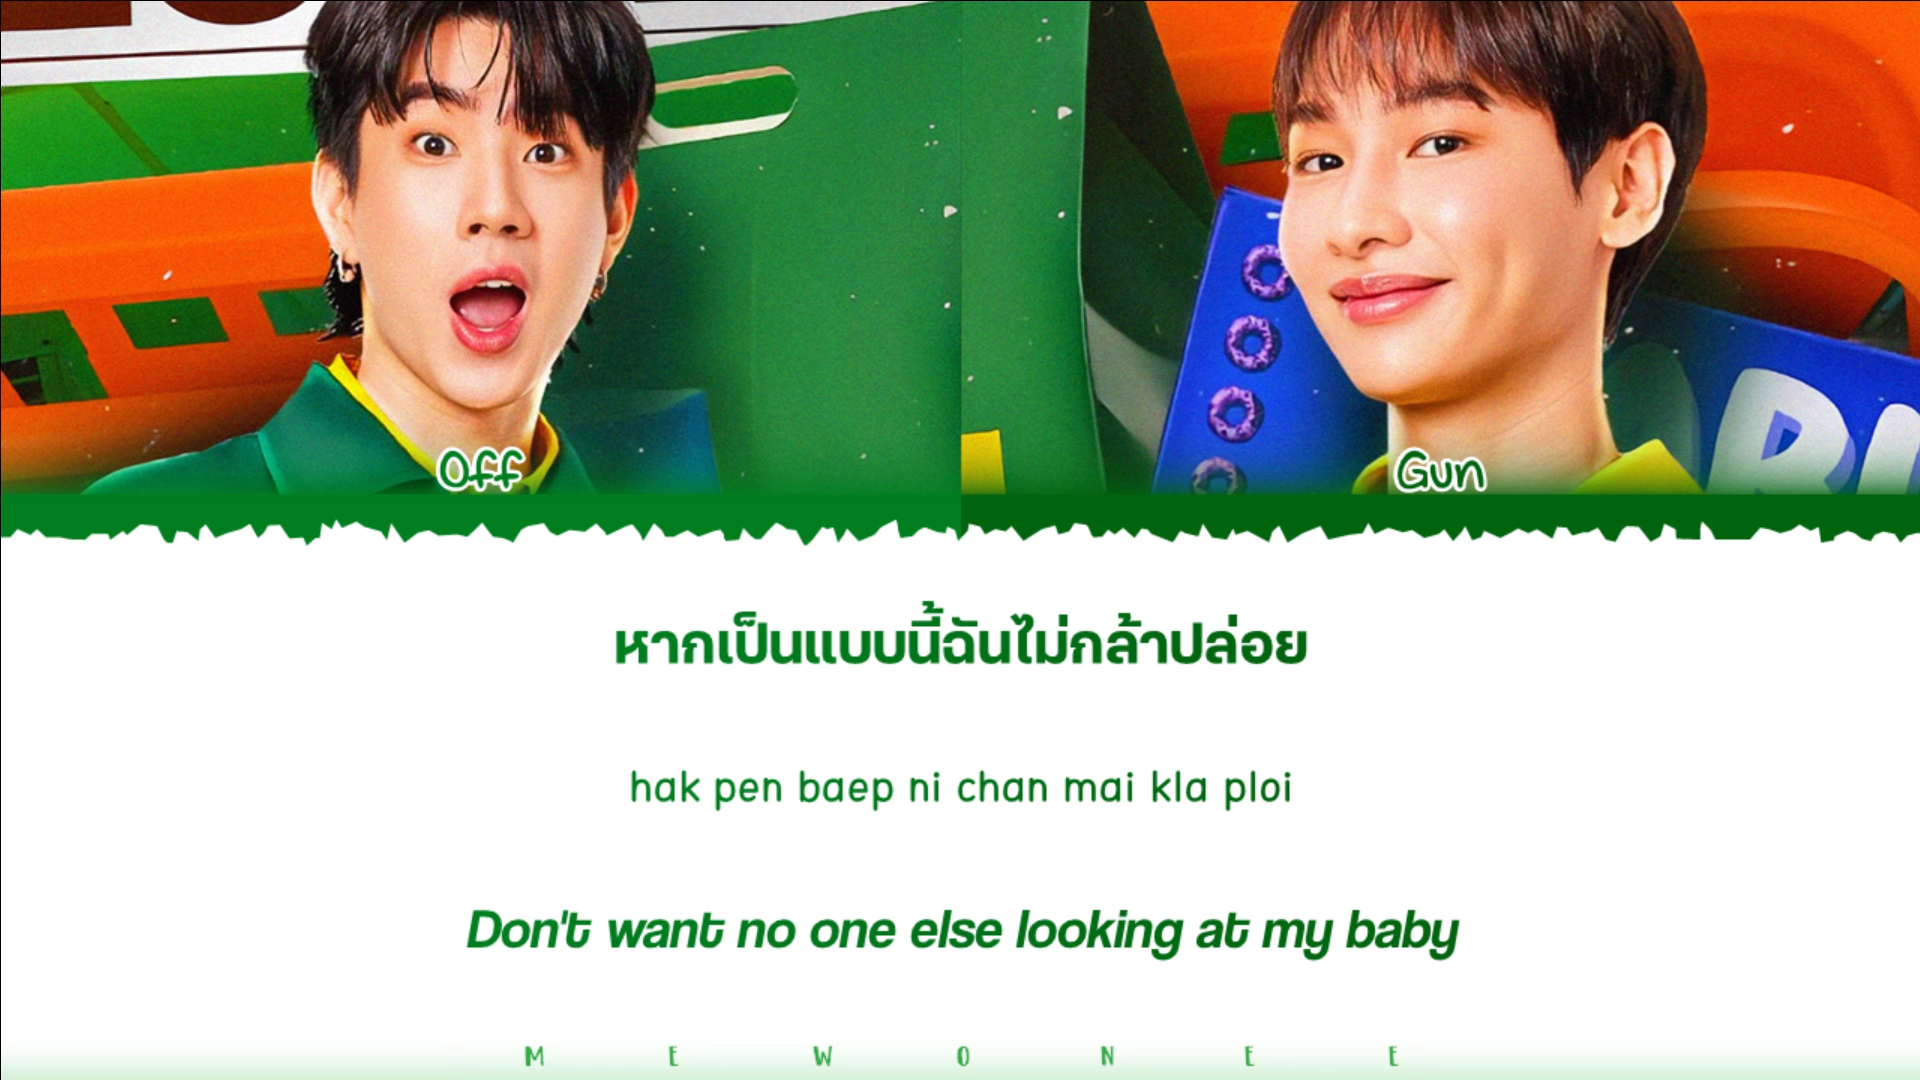 Off
Gun
หากเป็นแบบนี้ฉันไม่กล้าปล่อย
hak pen baep ni chan mai kla ploi
Don't want no one else looking at my baby
MEWONEE